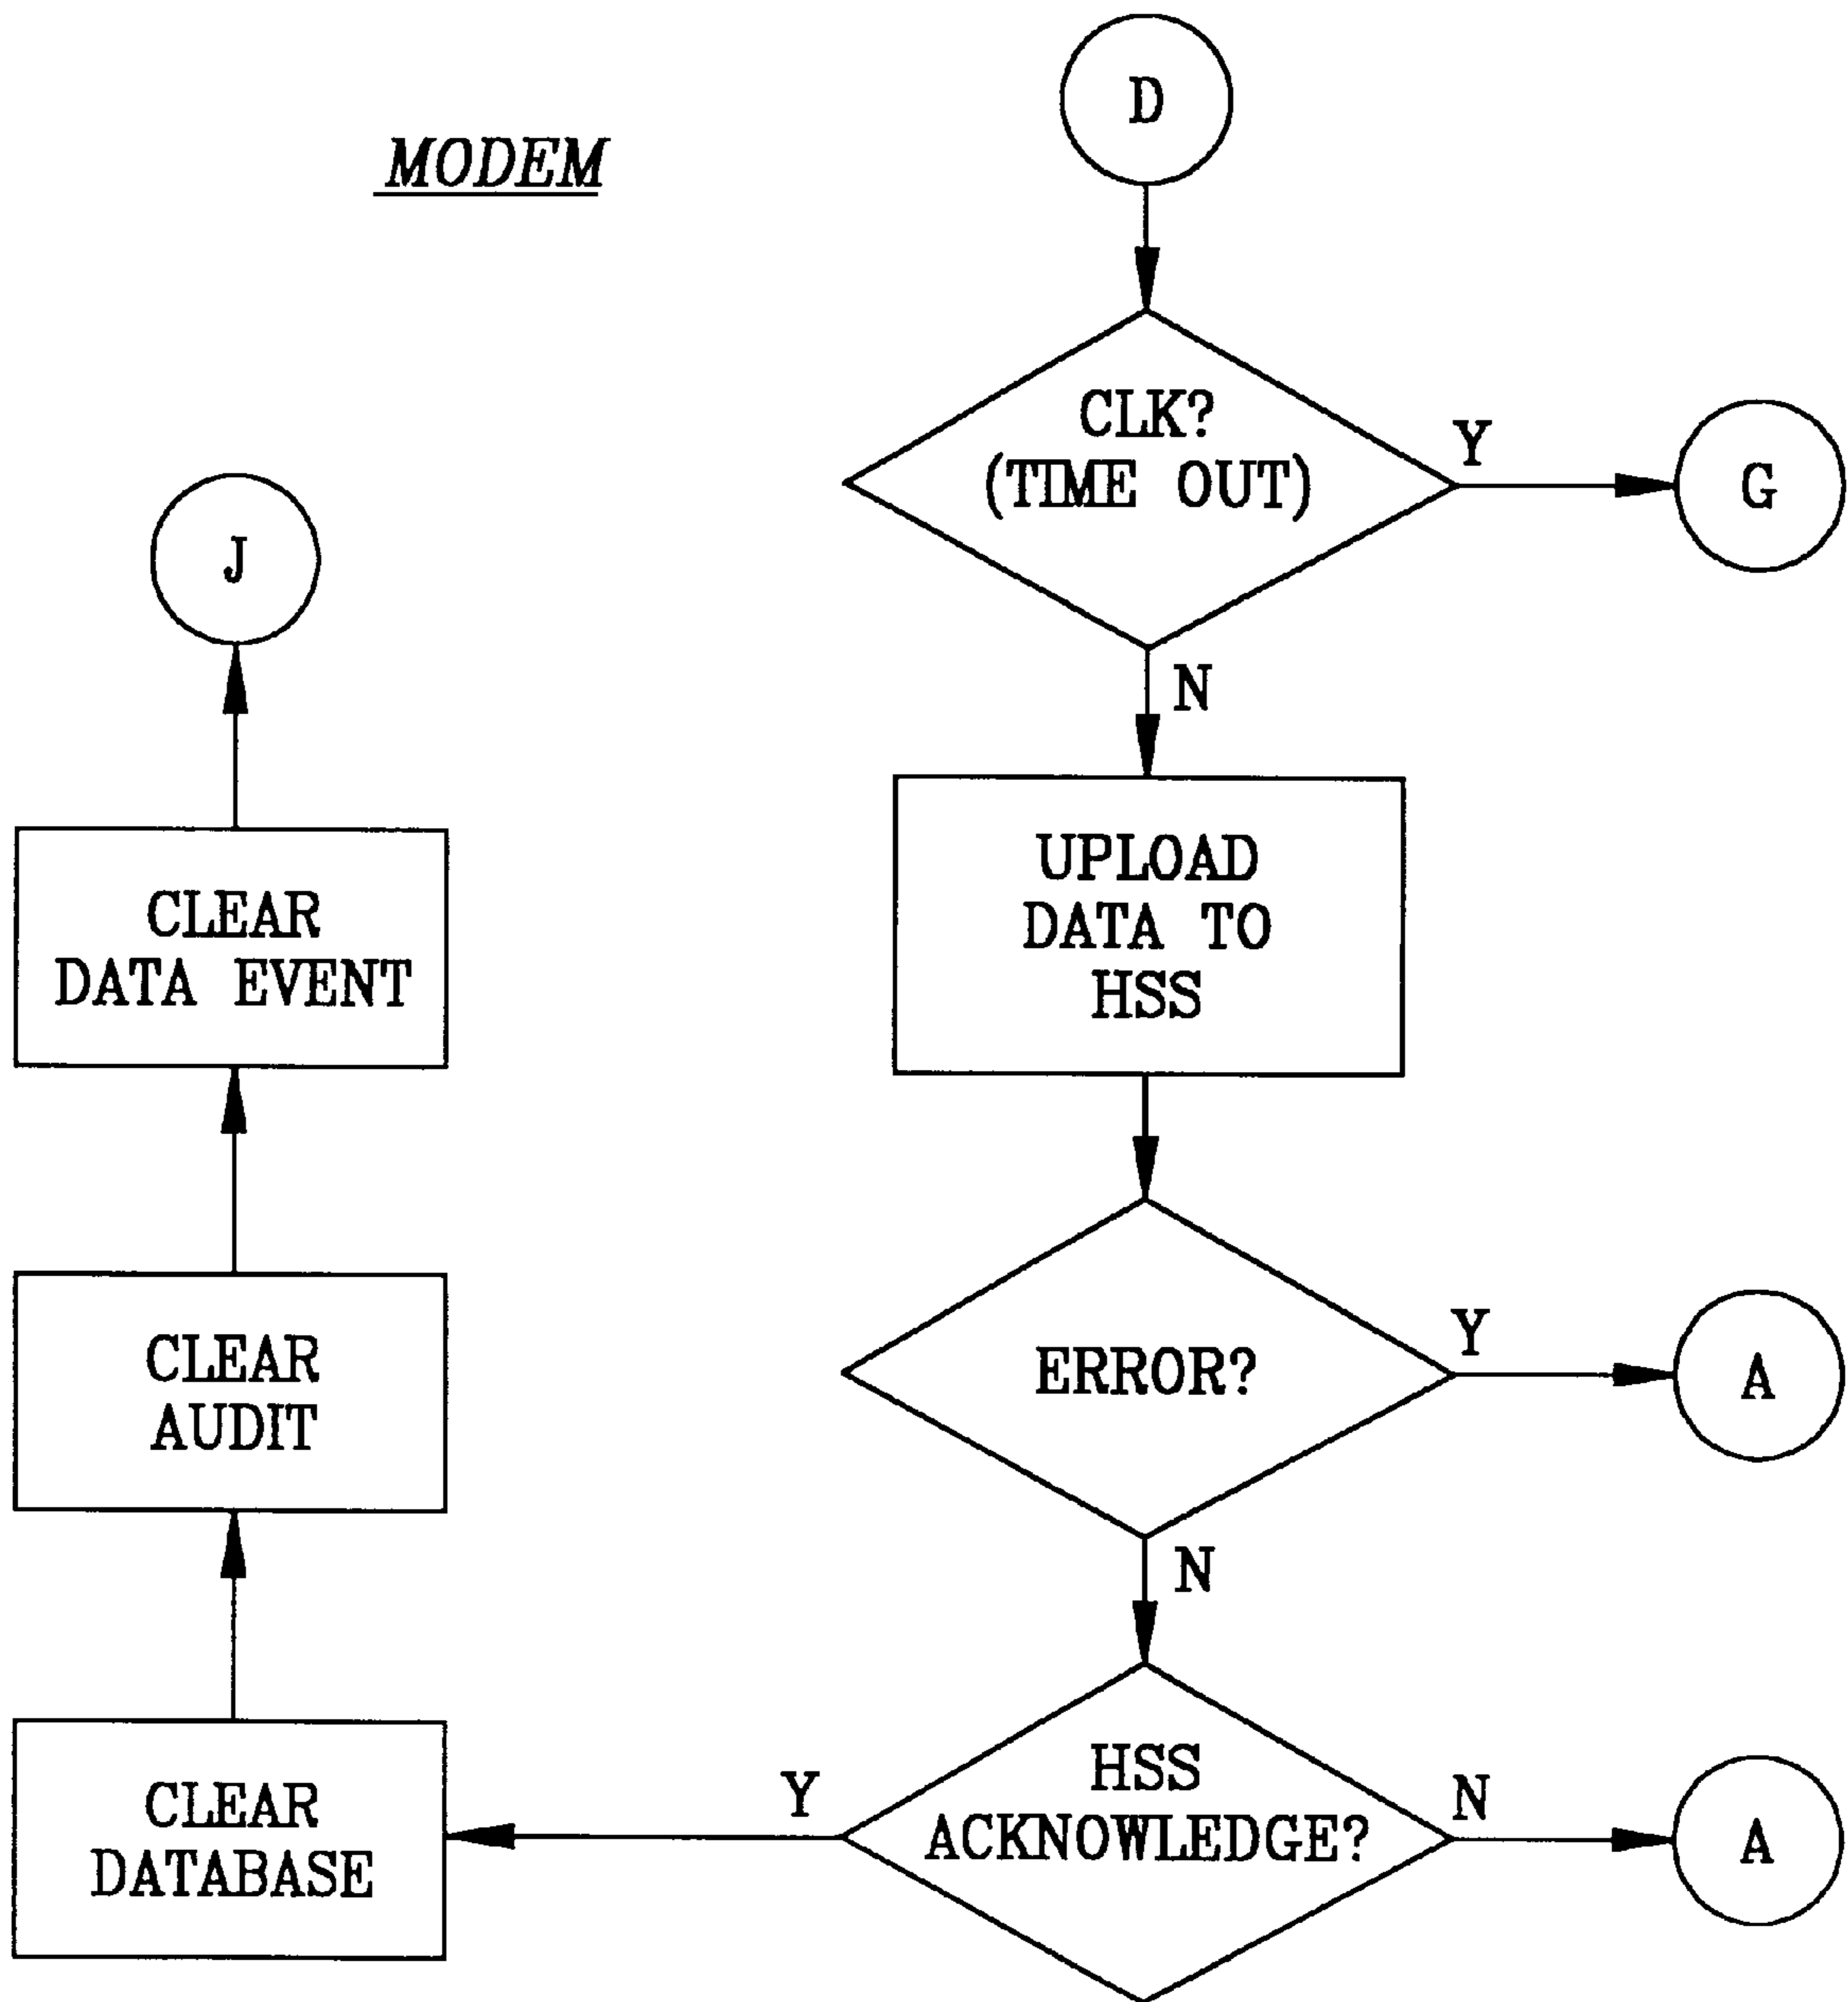 MODEM
D
CLK?
(TIME OUT)
Y
G
N
UPLOAD
DATA TO
HSS
ERROR?
Y
A
N
HSS
ACKNOWLEDGE?
N
A
Y
CLEAR
DATABASE
CLEAR
AUDIT
CLEAR
DATA EVENT
J